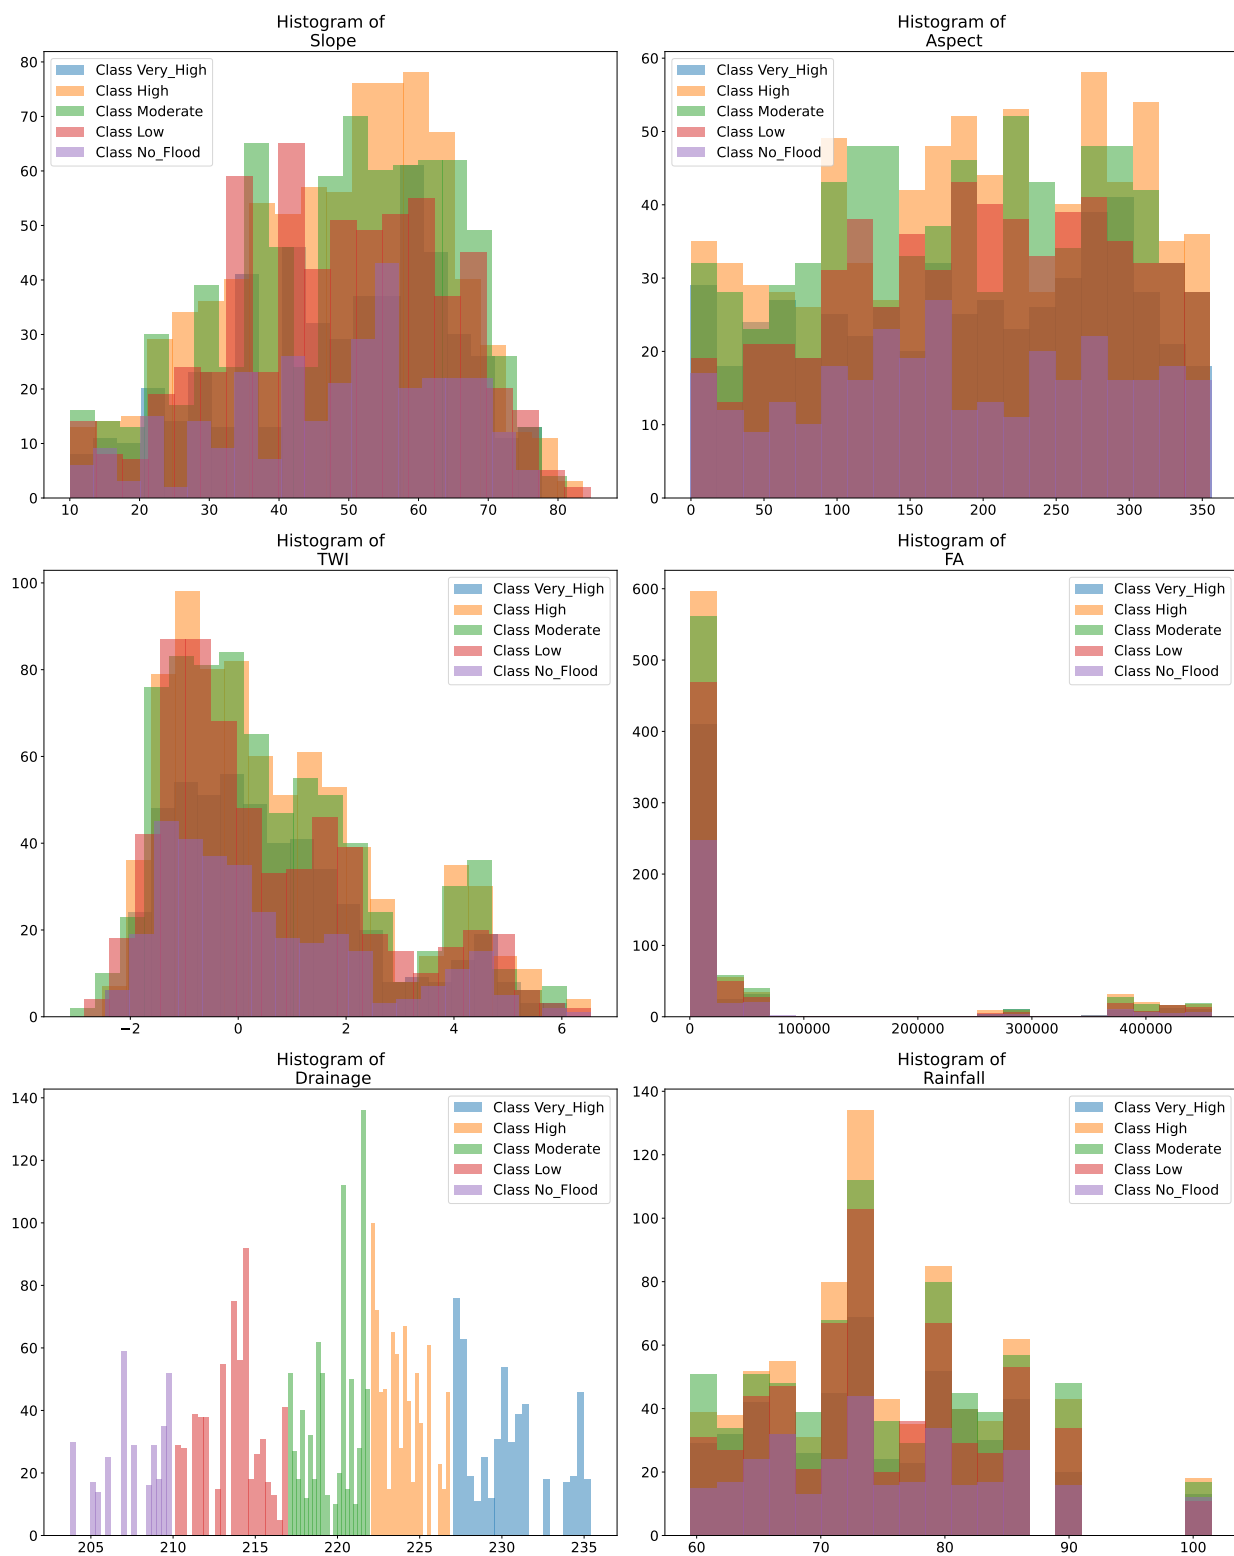 Histogram of
Slope
80
70
60
50
40
30
20
10
0
10 20 30 40 50 60 70 80
Class Very_High
Class High
Class Moderate
Class Low
Class No_Flood
Histogram of
Aspect
60
50
40
30
20
10
0
0 50 100 150 200 250 300 350
Class Very_High
Class High
Class Moderate
Class Low
Class No_Flood
Histogram of
TWI
100
80
60
40
20
0
−2 0 2 4 6
Class Very_High
Class High
Class Moderate
Class Low
Class No_Flood
Histogram of
FA
600
500
400
300
200
100
0
0 100000 200000 300000 400000
Class Very_High
Class High
Class Moderate
Class Low
Class No_Flood
Histogram of
Drainage
140
120
100
80
60
40
20
0
205 210 215 220 225 230 235
Class Very_High
Class High
Class Moderate
Class Low
Class No_Flood
Histogram of
Rainfall
140
120
100
80
60
40
20
0
60 70 80 90 100
Class Very_High
Class High
Class Moderate
Class Low
Class No_Flood